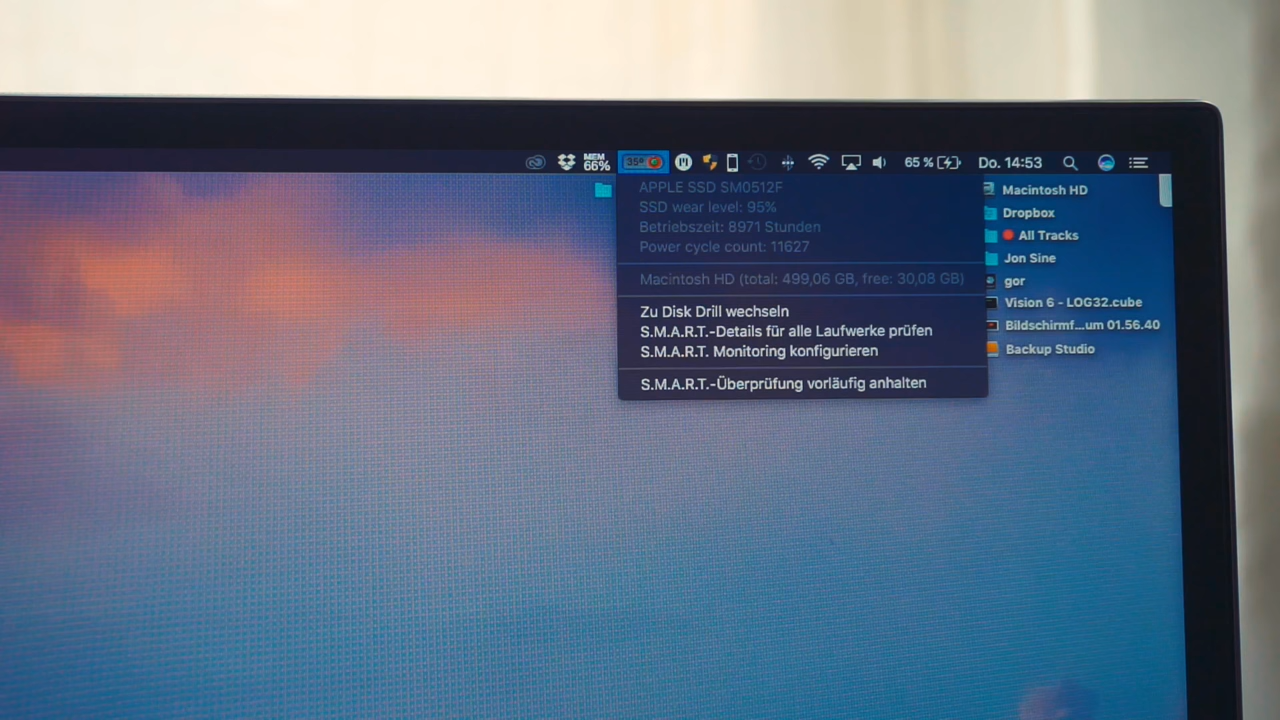 MEM
66%
35°
65 %
Do. 14:53
APPLE SSD SM0512F
SSD wear level: 95%
Betriebszeit: 8971 Stunden
Power cycle count: 11627
Macintosh HD (total: 499,06 GB, free: 30,08 GB)
Zu Disk Drill wechseln
S.M.A.R.T.-Details für alle Laufwerke prüfen
S.M.A.R.T. Monitoring konfigurieren
S.M.A.R.T.-Überprüfung vorläufig anhalten
Macintosh HD
Dropbox
All Tracks
Jon Sine
gor
Vision 6 - LOG32.cube
Bildschirmf...um 01.56.40
Backup Studio